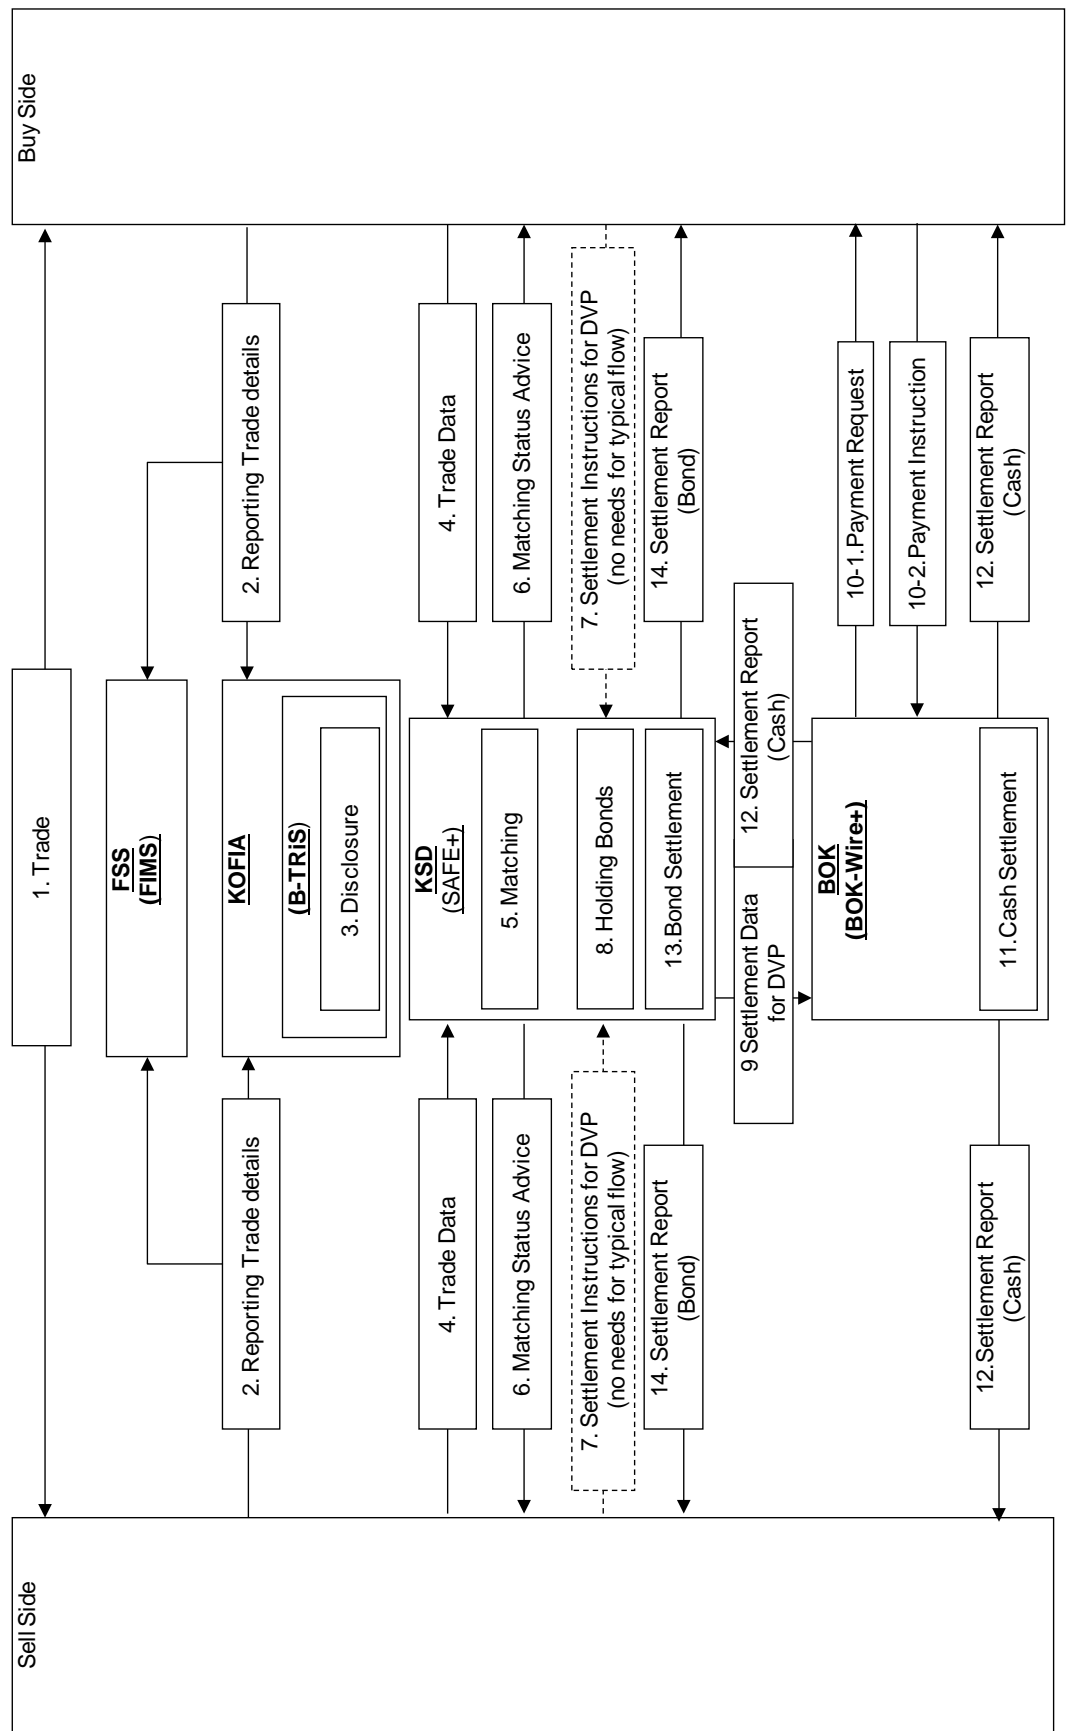 Sell Side
Buy Side
1. Trade
FSS
(FIMS)
2. Reporting Trade details
2. Reporting Trade details
KOFIA
(B-TRiS)
3. Disclosure
KSD
(SAFE+)
4. Trade Data
4. Trade Data
5. Matching
6. Matching Status Advice
6. Matching Status Advice
7. Settlement Instructions for DVP
(no needs for typical flow)
7. Settlement Instructions for DVP
(no needs for typical flow)
8. Holding Bonds
14. Settlement Report
(Bond)
13.Bond Settlement
14. Settlement Report
(Bond)
9 Settlement Data
for DVP
12. Settlement Report
(Cash)
BOK
(BOK-Wire+)
10-1.Payment Request
10-2.Payment Instruction
12.Settlement Report
(Cash)
11.Cash Settlement
12. Settlement Report
(Cash)